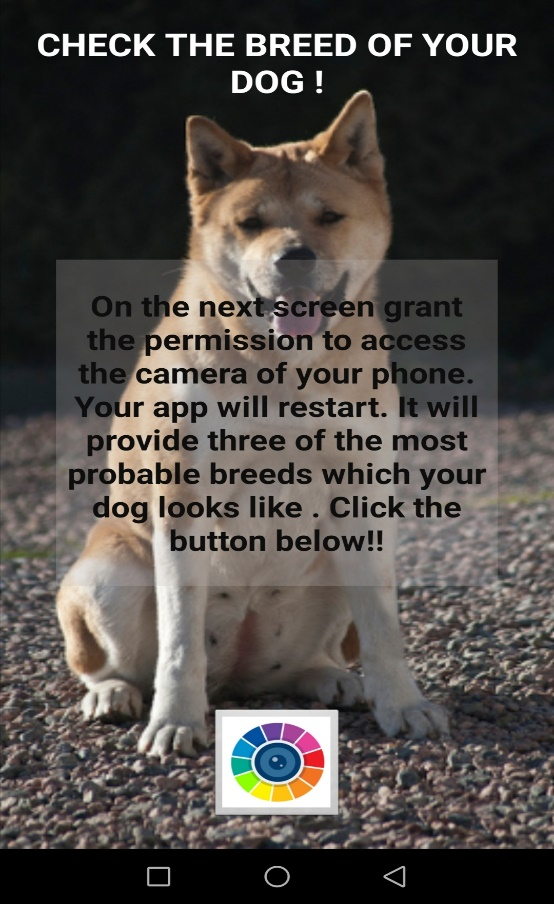 CHECK THE BREED OF YOUR
DOG !
On the next screen grant
the permission to access
the camera of your phone.
Your app will restart. It will
provide three of the most
probable breeds which your
dog looks like . Click the
button below!!